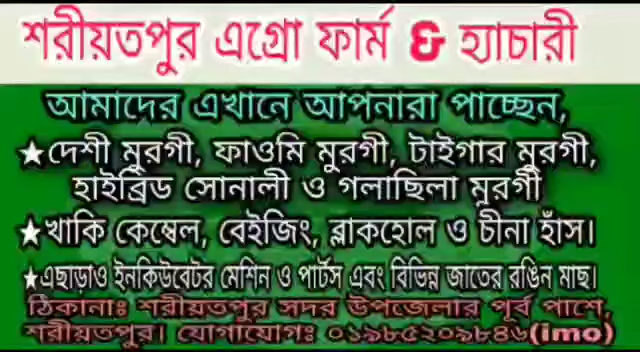 শরীয়তপুর এগ্রো ফার্ম & হ্যাচারী
আমাদের এখানে আপনারা পাচ্ছেন,
★দেশী মুরগী, ফাওমি মুরগী, টাইগার মুরগী,
হাইব্রিড সোনালী ও গলাছিলা মুরগী
★খাকি কেম্বেল, বেইজিং, ব্লাকহোল ও চীনা হাঁস।
★এছাড়াও ইনকিউবেটর মেশিন ও পার্টস এবং বিভিন্ন জাতের রঙিন মাছ।
ঠিকানাঃ শরীয়তপুর সদর উপজেলার পূর্ব পাশে,
শরীয়তপুর। যোগাযোগঃ ০১৯৮৫২০৯৮৪৬(imo)